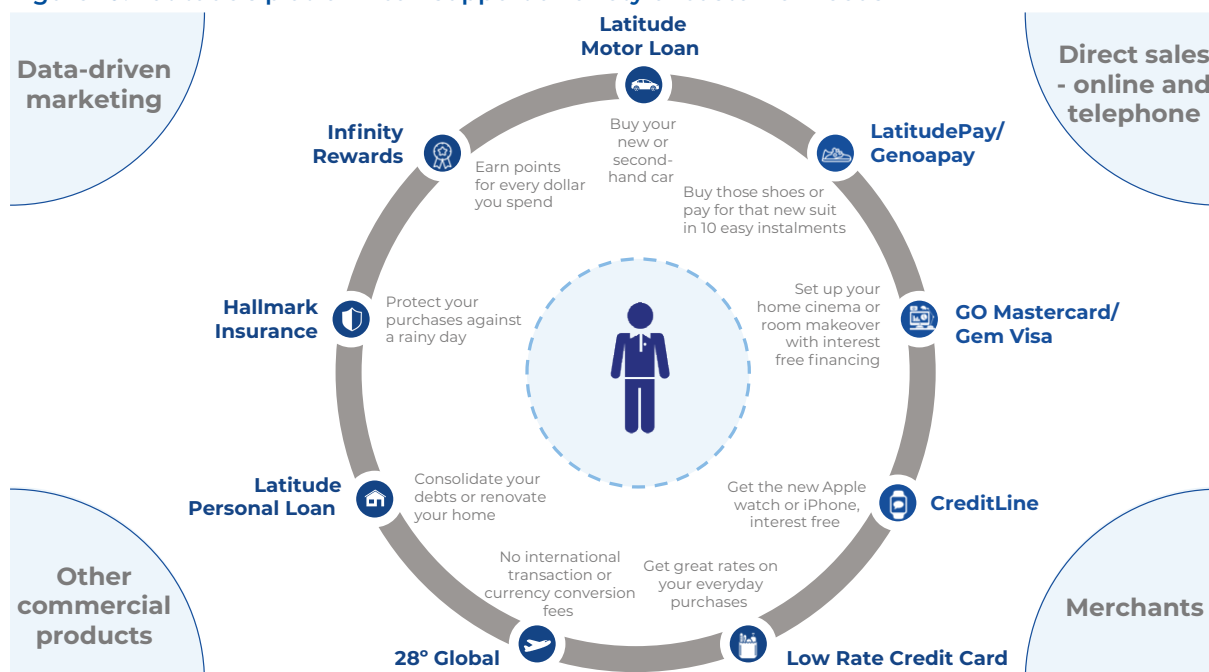 Latitude
Motor Loan
Data-driven
marketing
Direct sales
- online and
telephone
Infinity
Rewards
Earn points
for every dollar
you spend
Buy your
new or
second-
hand car
LatitudePay/
Genoapay
Buy those shoes or
pay for that new suit
in 10 easy instalments
Hallmark
Insurance
Protect your
purchases against
a rainy day
Set up your
home cinema or
room makeover
with interest
free financing
GO Mastercard/
Gem Visa
Latitude
Personal Loan
Consolidate your
debts or renovate
your home
Get the new Apple
watch or iPhone,
interest free
CreditLine
No international
transaction or
currency conversion
fees
Get great rates on
your everyday
purchases
Other
commercial
products
Merchants
28º Global
Low Rate Credit Card